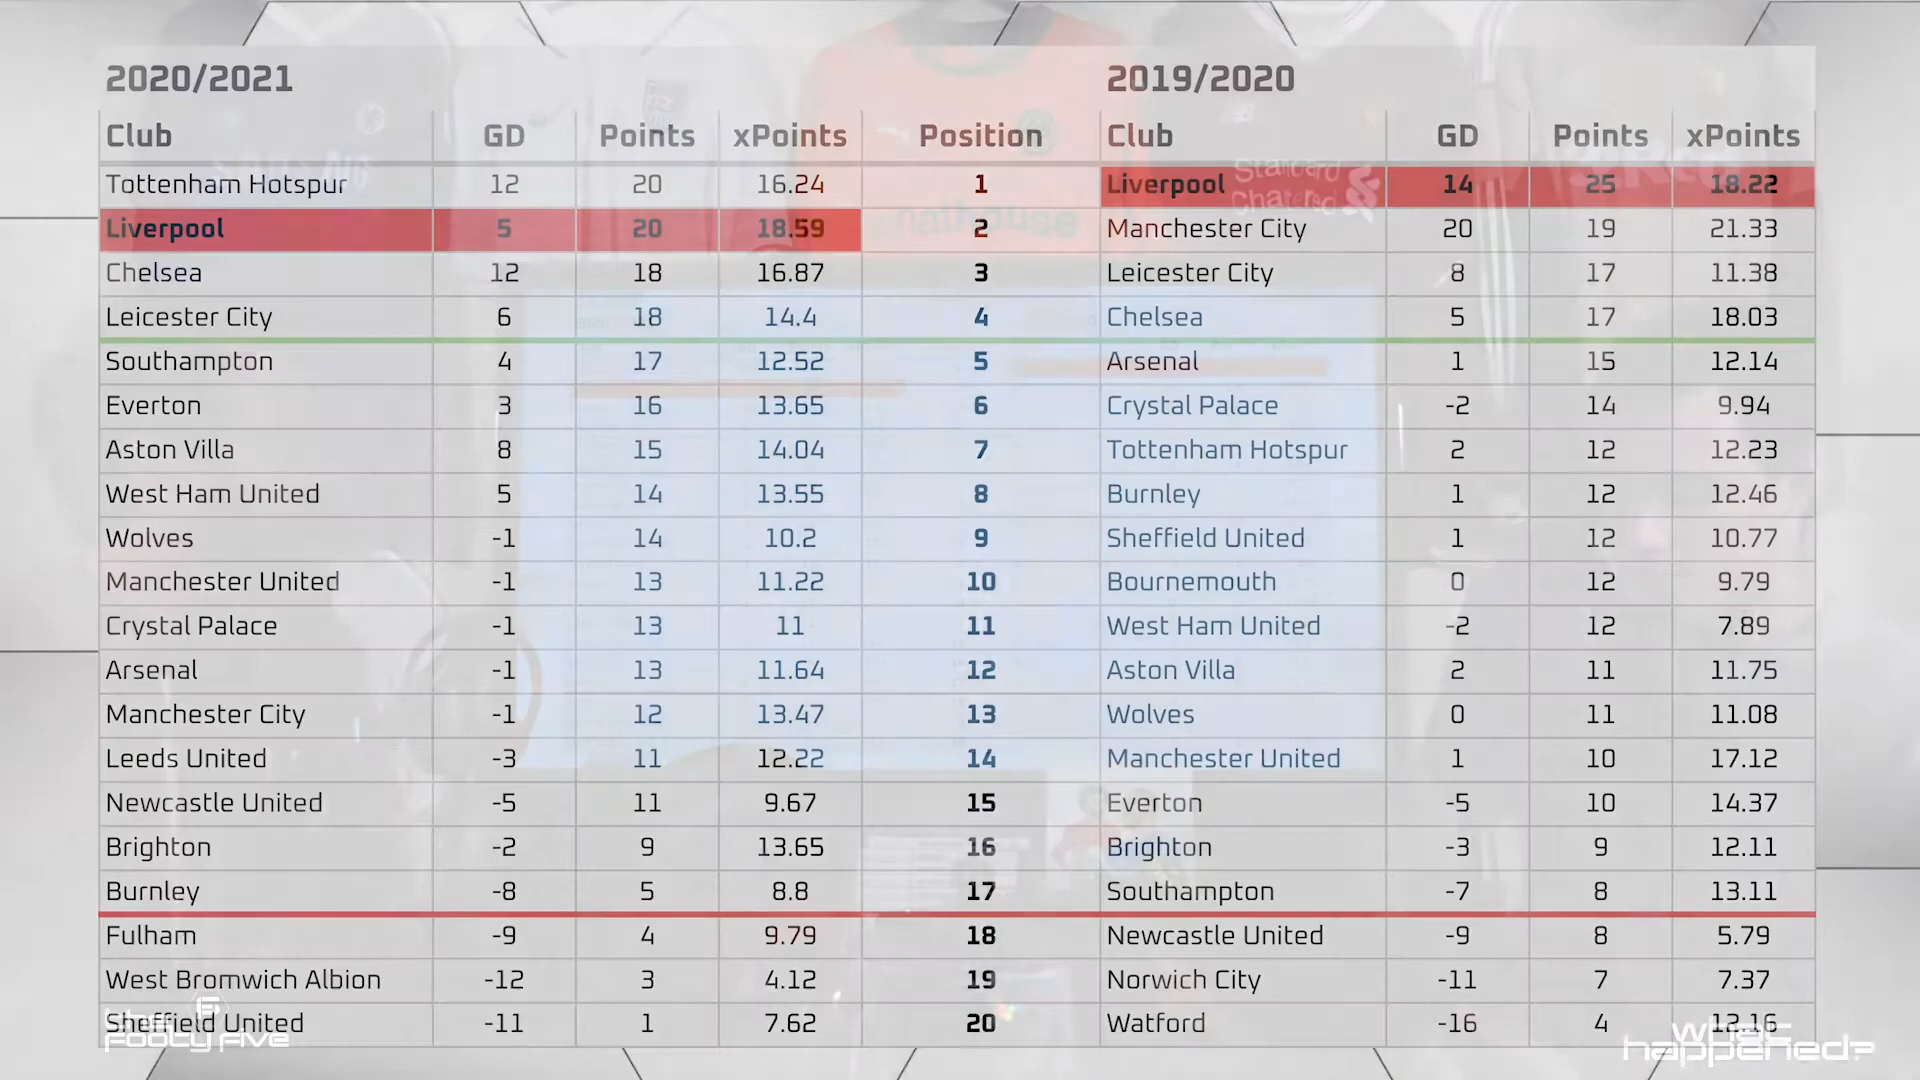 2020/2021 2019/2020
Club GD Points xPoints Position Club GD Points xPoints
Tottenham Hotspur 12 20 16.24 1 Liverpool 14 25 18.22
Liverpool 5 20 18.59 2 Manchester City 20 19 21.33
Chelsea 12 18 16.87 3 Leicester City 8 17 11.38
Leicester City 6 18 14.4 4 Chelsea 5 17 18.03
Southampton 4 17 12.52 5 Arsenal 1 15 12.14
Everton 3 16 13.65 6 Crystal Palace -2 14 9.94
Aston Villa 8 15 14.04 7 Tottenham Hotspur 2 12 12.23
West Ham United 5 14 13.55 8 Burnley 1 12 12.46
Wolves -1 14 10.2 9 Sheffield United 1 12 10.77
Manchester United -1 13 11.22 10 Bournemouth 0 12 9.79
Crystal Palace -1 13 11 11 West Ham United -2 12 7.89
Arsenal -1 13 11.64 12 Aston Villa 2 11 11.75
Manchester City -1 12 13.47 13 Wolves 0 11 11.08
Leeds United -3 11 12.22 14 Manchester United 1 10 17.12
Newcastle United -5 11 9.67 15 Everton -5 10 14.37
Brighton -2 9 13.65 16 Brighton -3 9 12.11
Burnley -8 5 8.8 17 Southampton -7 8 13.11
Fulham -9 4 9.79 18 Newcastle United -9 8 5.79
West Bromwich Albion -12 3 4.12 19 Norwich City -11 7 7.37
Sheffield United -11 1 7.62 20 Watford -16 4 12.16
Standard
Chartered
the
footy five
what
happened?